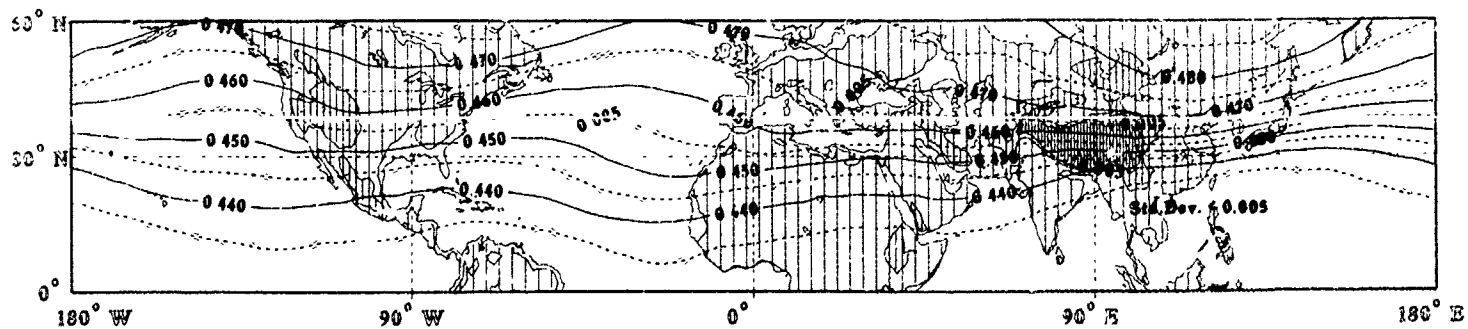 60° N
0 470 0 470
0 470 0 480
0 460 0 470 0 470
0 460 0 450
0 005
0 450 0 450 0 460
30° N
0 450
0 440 0 440 0 440
0 440
Std.Dev. < 0.005
0°
180° W 90° W 0° 90° E 180° E